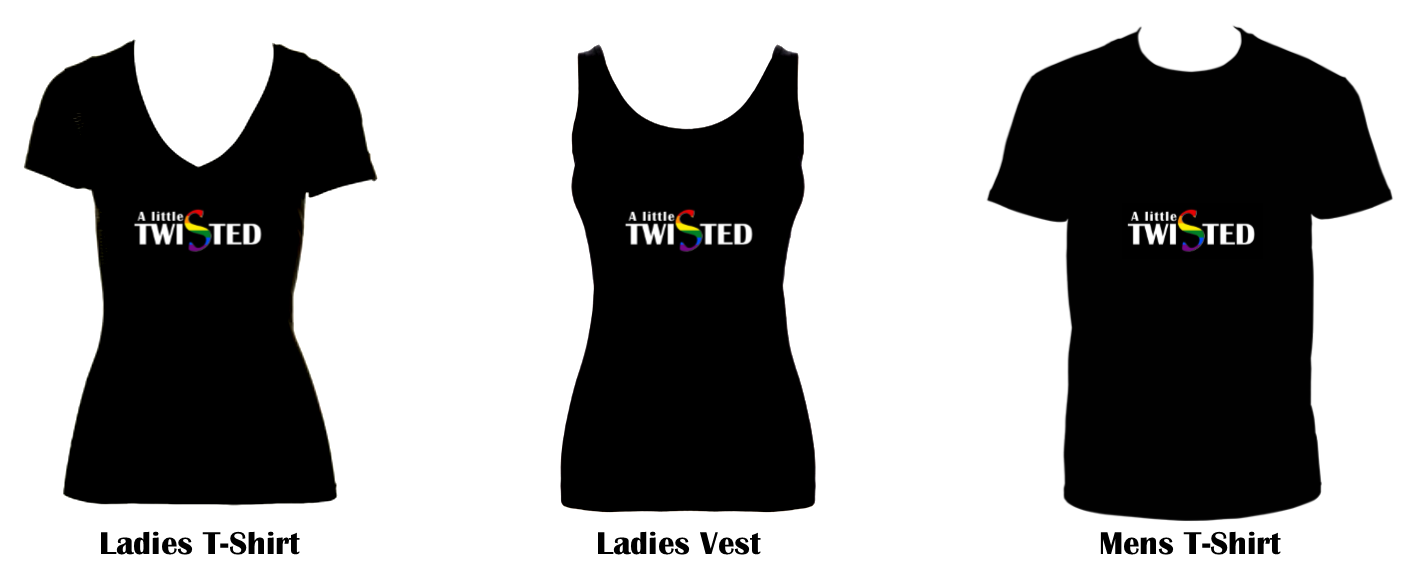 A little
TWISTED
A little
TWISTED
A little
TWISTED
Ladies T-Shirt
Ladies Vest
Mens T-Shirt